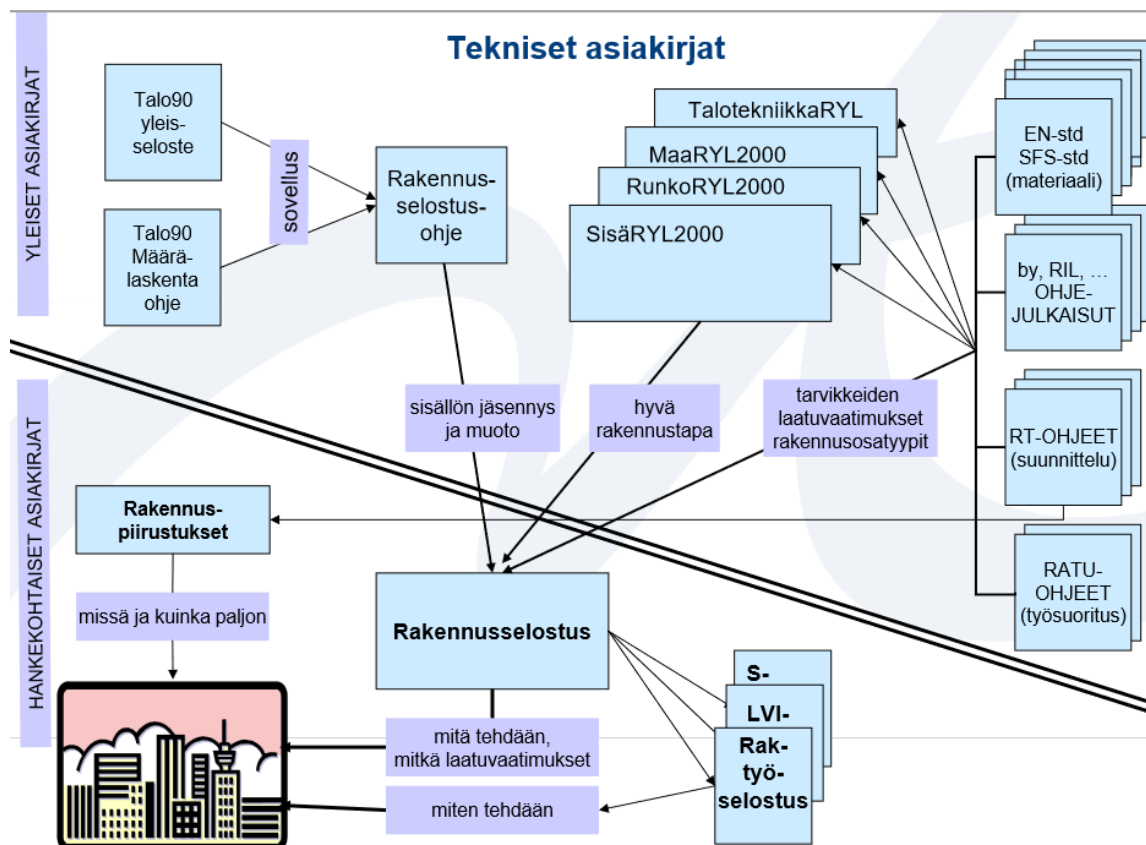 Tekniset asiakirjat
YLEISET ASIAKIRJAT
Talo90
yleis-
seloste
Talo90
Määrä-
laskenta
ohje
sovellus
Rakennus-
selostus-
ohje
TalotekniikkaRYL
MaaRYL2000
RunkoRYL2000
SisäRYL2000
EN-std
SFS-std
(materiaali)
by, RIL, ...
OHJE-
JULKAISUT
RT-OHJEET
(suunnittelu)
RATU-
OHJEET
(työsuoritus)
sisällön jäsennys
ja muoto
hyvä
rakennustapa
tarvikkeiden
laatuvaatimukset
rakennusosatyypit
HANKEKOHTAISET ASIAKIRJAT
Rakennus-
piirustukset
missä ja kuinka paljon
Rakennusselostus
mitä tehdään,
mitkä laatuvaatimukset
miten tehdään
S-
LVI-
Rak-
työ-
selostus